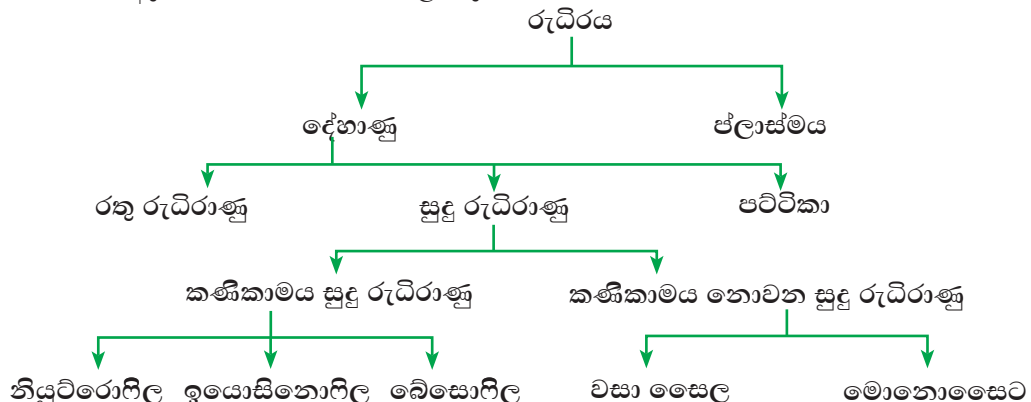 රුධිරය
දේහාණු ප්ලාස්මය
රතු රුධිරාණු සුදු රුධිරාණු පට්ටිකා
කණිකාමය සුදු රුධිරාණු කණිකාමය නොවන සුදු රුධිරාණු
නියුට්රොෆිල ඉයොසිනොෆිල බේසොෆිල වසා සෛල මොනොසෛට